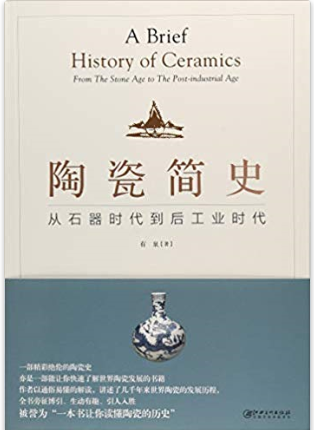 A Brief
History of Ceramics
From The Stone Age to The Post-industrial Age
陶瓷简史
从石器时代到后工业时代
有泉[著]
一部精彩绝伦的陶瓷史
亦是一部能让你快速了解世界陶瓷发展的书籍
作者以通俗易懂的解读，讲述了几千年来世界陶瓷的发展历程。
全书旁征博引、生动有趣、引人入胜
被誉为“一本书让你读懂陶瓷的历史”